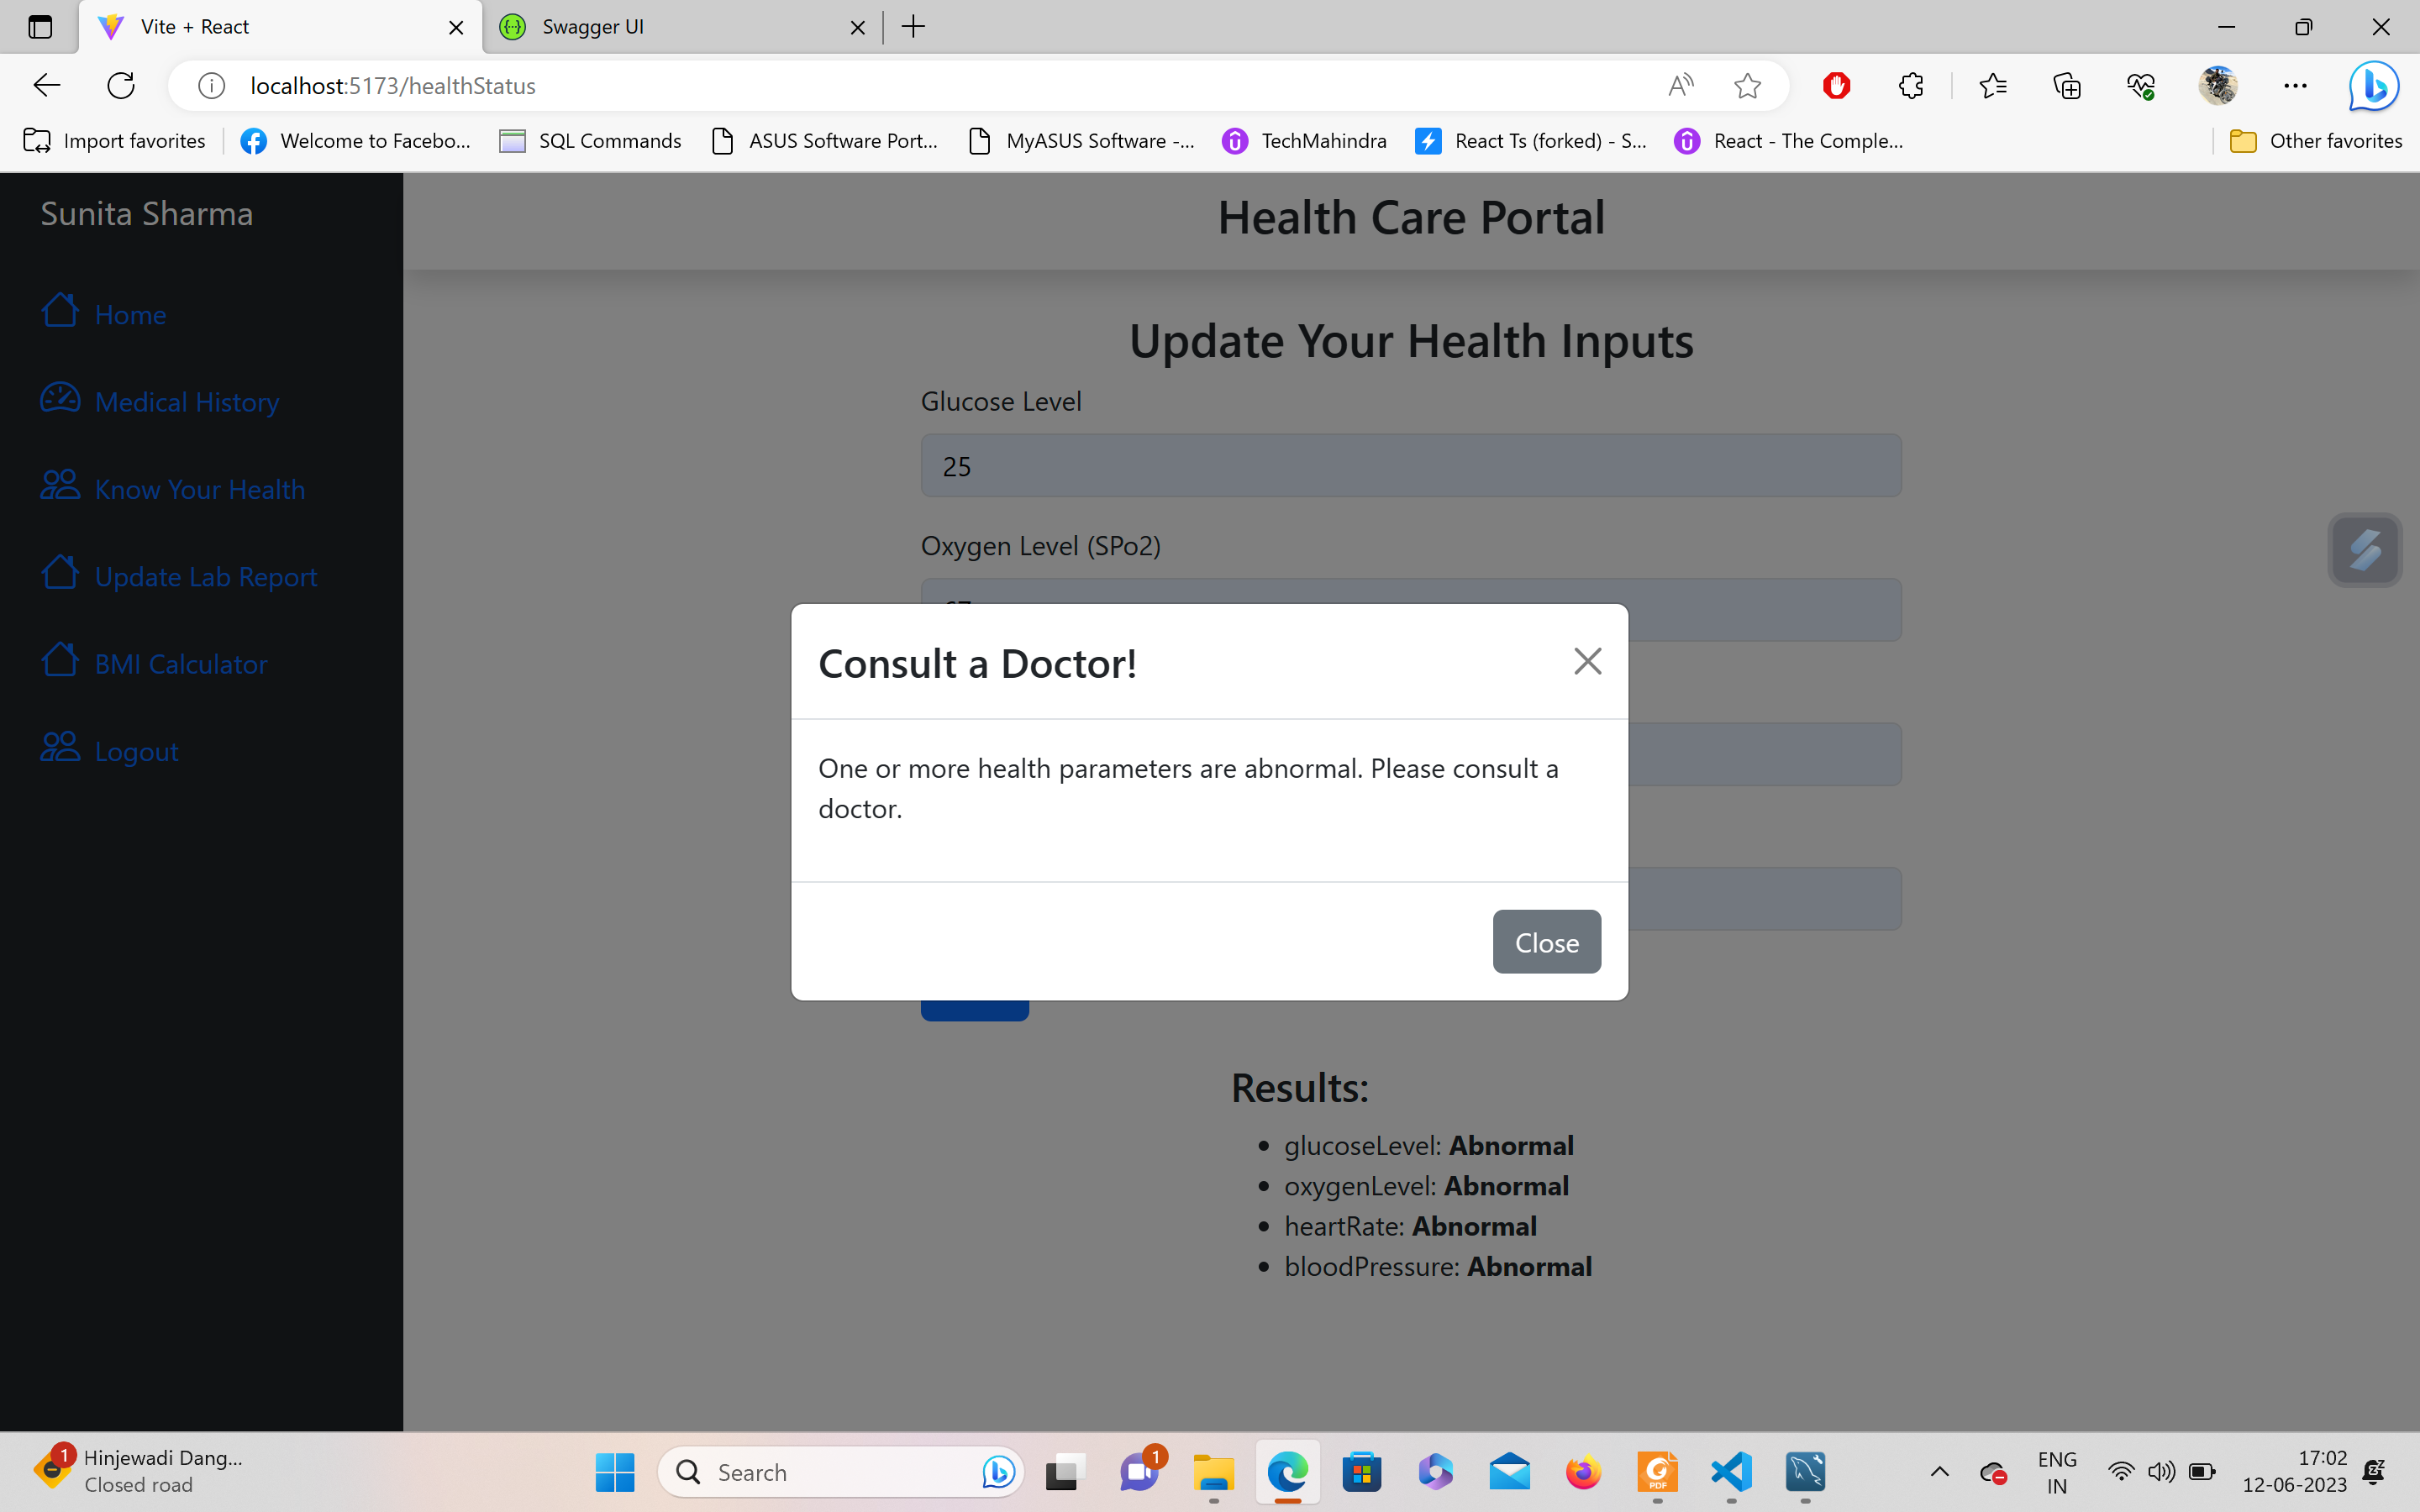 Vite + React
Swagger UI
localhost:5173/healthStatus
Import favorites
Welcome to Facebo...
SQL Commands
ASUS Software Port...
MyASUS Software -...
TechMahindra
React Ts (forked) - S...
React - The Comple...
Other favorites
Sunita Sharma
Health Care Portal
Home
Medical History
Know Your Health
Update Lab Report
BMI Calculator
Logout
Update Your Health Inputs
Glucose Level
25
Oxygen Level (SPo2)
Consult a Doctor!
One or more health parameters are abnormal. Please consult a
doctor.
Close
Results:
glucoseLevel: Abnormal
oxygenLevel: Abnormal
heartRate: Abnormal
bloodPressure: Abnormal
1
Hinjewadi Dang...
Closed road
Search
1
PDF
ENG
IN
17:02
12-06-2023